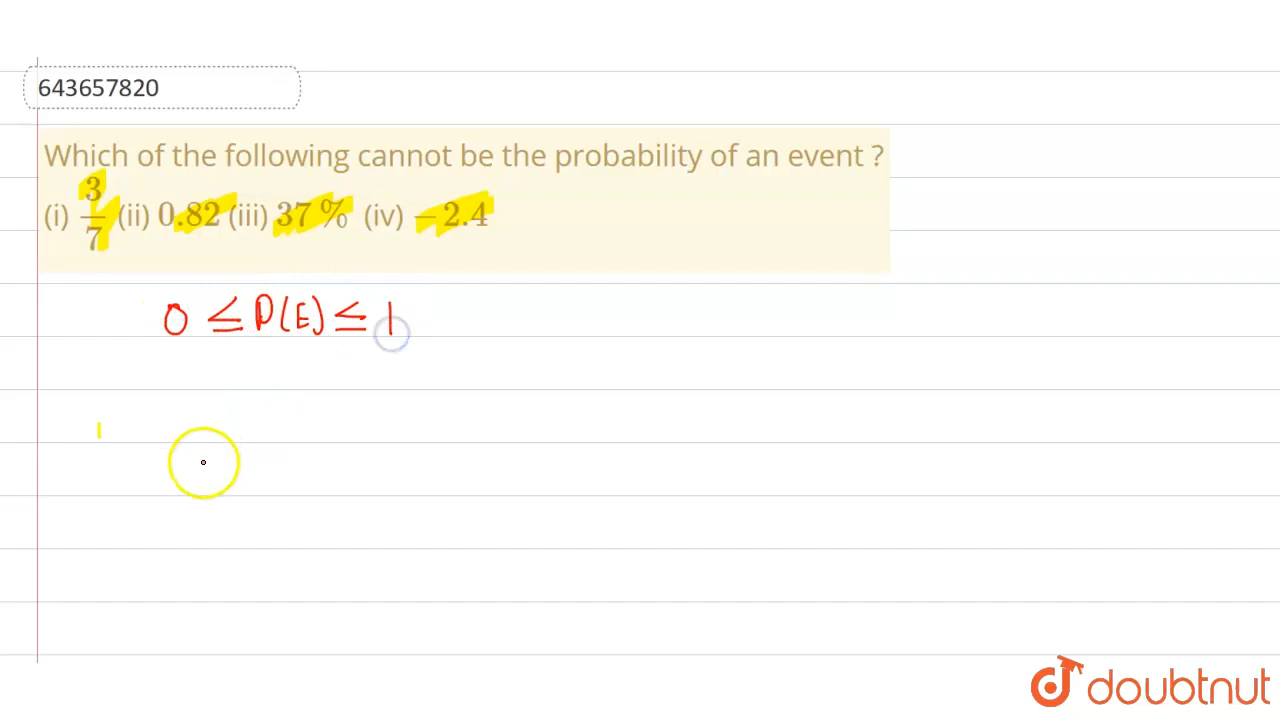 643657820
Which of the following cannot be the probability of an event ?
(i) 3/7 (ii) 0.82 (iii) 37 % (iv) −2.4
0 ≤ P(E) ≤ 1
1
doubtnut